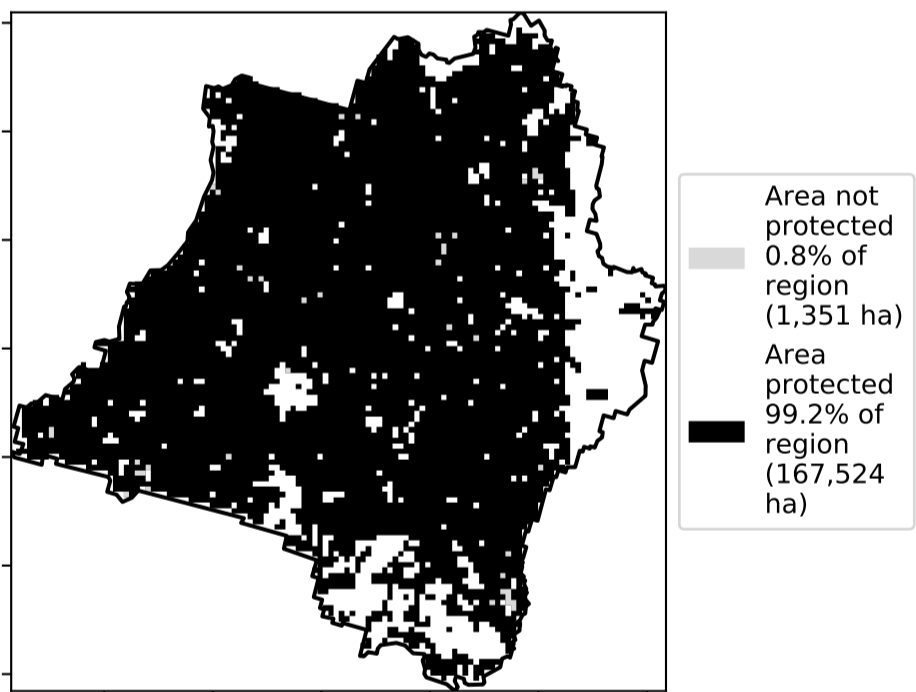 Area not
protected
0.8% of
region
(1,351 ha)
Area
protected
99.2% of
region
(167,524
ha)